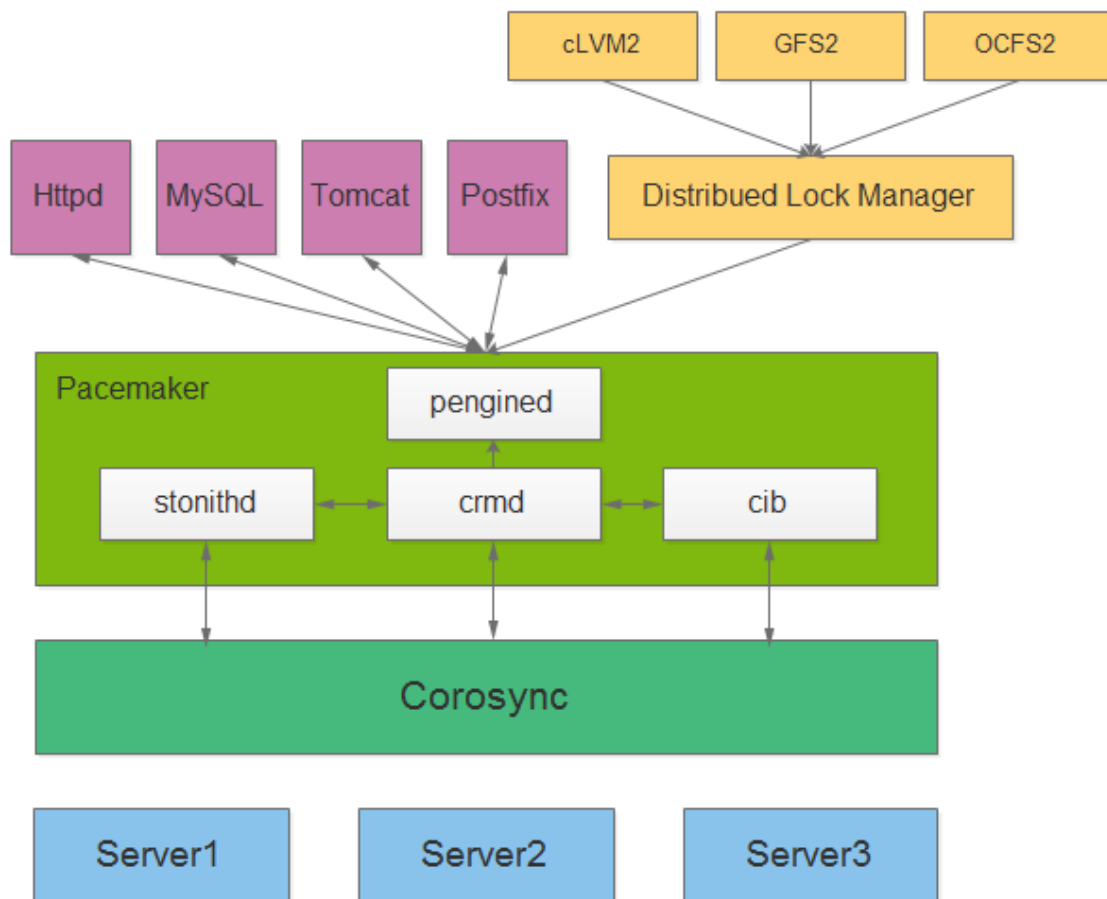 cLVM2
GFS2
OCFS2
Httpd
MySQL
Tomcat
Postfix
Distribued Lock Manager
Pacemaker
pengined
stonithd
crmd
cib
Corosync
Server1
Server2
Server3